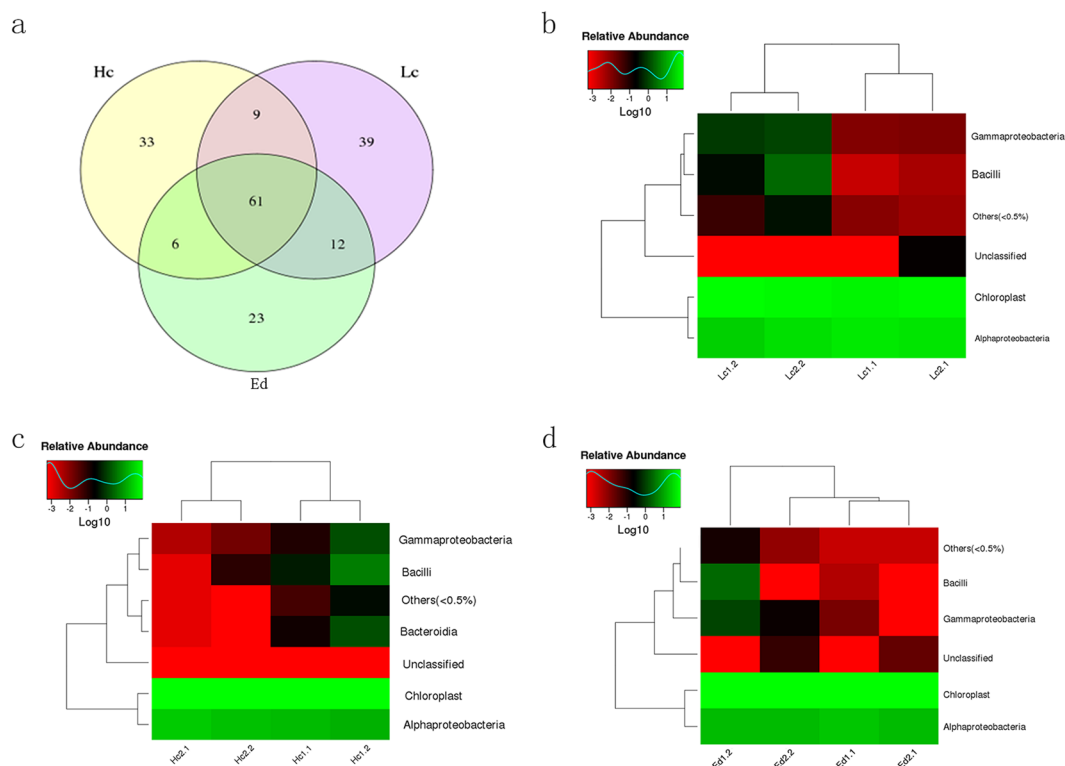 a
Hc
Lc
33
9
39
61
6
12
23
Ed
b
Relative Abundance
-3 -2 -1 0 1
Log10
Gammaproteobacteria
Bacilli
Others(<0.5%)
Unclassified
Chloroplast
Alphaproteobacteria
Lc1.2 Lc2.2 Lc1.1 Lc2.1
c
Relative Abundance
-3 -2 -1 0 1
Log10
Gammaproteobacteria
Bacilli
Others(<0.5%)
Bacteroidia
Unclassified
Chloroplast
Alphaproteobacteria
Hc2.1 Hc2.2 Hc1.1 Hc1.2
d
Relative Abundance
-3 -2 -1 0 1
Log10
Others(<0.5%)
Bacilli
Gammaproteobacteria
Unclassified
Chloroplast
Alphaproteobacteria
Ed1.2 Ed2.2 Ed1.1 Ed2.1